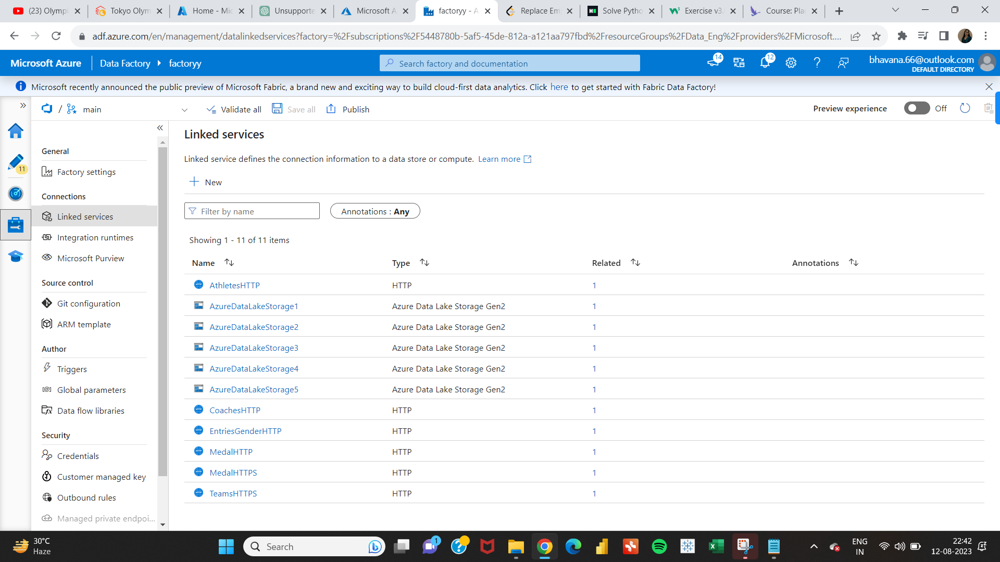 (23) Olympi
Tokyo Olym
Home - Mic
Unsupporte
Microsoft A
factoryy - A
Replace Em
Solve Pytho
Exercise v3.
Course: Pla
adf.azure.com/en/management/datalinkedservices?factory=%2Fsubscriptions%2F5448780b-5af5-45de-812a-a121aa797fbd%2FresourceGroups%2FData_Eng%2Fproviders%2FMicrosoft....
Microsoft Azure
Data Factory
factoryy
Search factory and documentation
14
12
bhavana.66@outlook.com
DEFAULT DIRECTORY
Microsoft recently announced the public preview of Microsoft Fabric, a brand new and exciting way to build cloud-first data analytics. Click here to get started with Fabric Data Factory!
/ main
Validate all
Save all
Publish
Preview experience
Off
11
General
Factory settings
Connections
Linked services
Integration runtimes
Microsoft Purview
Source control
Git configuration
ARM template
Author
Triggers
Global parameters
Data flow libraries
Security
Credentials
Customer managed key
Outbound rules
Managed private endpoi...
Linked services
Linked service defines the connection information to a data store or compute. Learn more
New
Filter by name
Annotations : Any
Showing 1 - 11 of 11 items
Name Type Related Annotations
AthletesHTTP HTTP 1
AzureDataLakeStorage1 Azure Data Lake Storage Gen2 1
AzureDataLakeStorage2 Azure Data Lake Storage Gen2 1
AzureDataLakeStorage3 Azure Data Lake Storage Gen2 1
AzureDataLakeStorage4 Azure Data Lake Storage Gen2 1
AzureDataLakeStorage5 Azure Data Lake Storage Gen2 1
CoachesHTTP HTTP 1
EntriesGenderHTTP HTTP 1
MedalHTTP HTTP 1
MedalHTTPS HTTP 1
TeamsHTTPS HTTP 1
30°C
Haze
Search
1
ENG
IN
22:42
12-08-2023